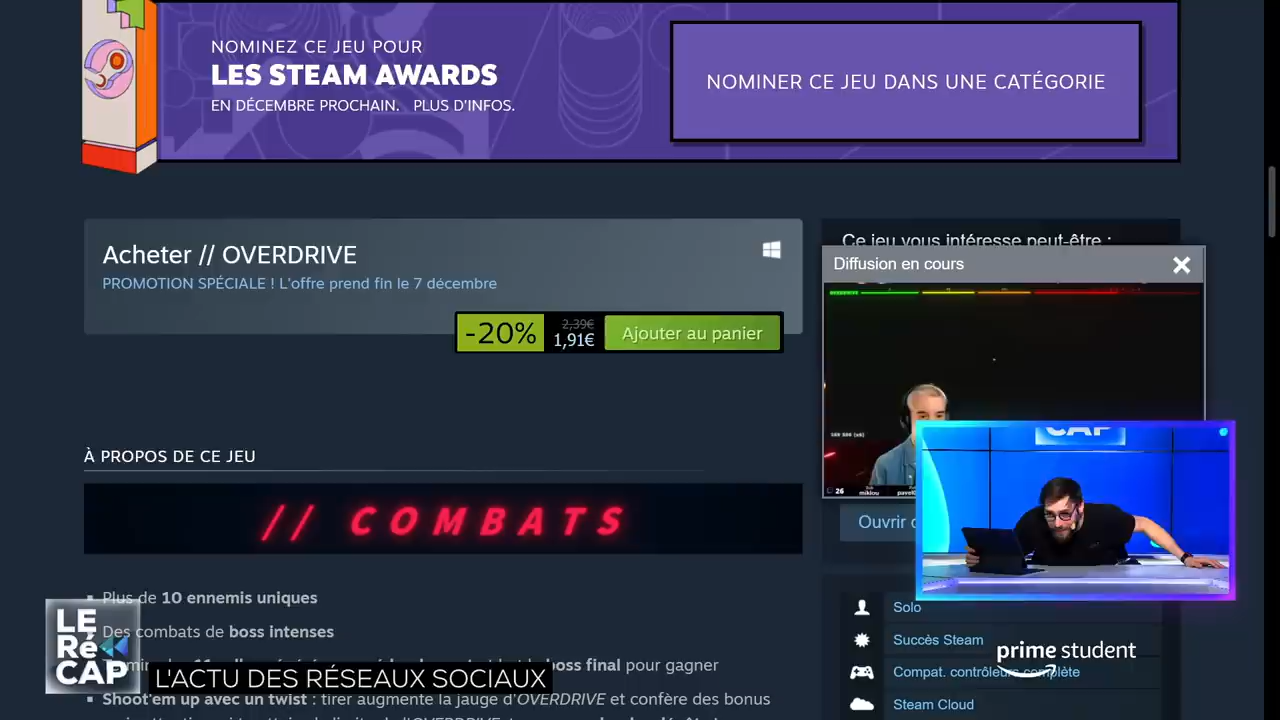 NOMINEZ CE JEU POUR
LES STEAM AWARDS
EN DÉCEMBRE PROCHAIN. PLUS D'INFOS.
NOMINER CE JEU DANS UNE CATÉGORIE
Acheter // OVERDRIVE
PROMOTION SPÉCIALE ! L'offre prend fin le 7 décembre
-20%
2,39€
1,91€
Ajouter au panier
Ce jeu vous intéresse peut-être :
Diffusion en cours
26
mikiou
CAP
Ouvrir
À PROPOS DE CE JEU
// COMBATS
Plus de 10 ennemis uniques
Des combats de boss intenses
boss final pour gagner
Shoot'em up avec un twist : tirer augmente la jauge d'OVERDRIVE et confère des bonus
Solo
Succès Steam
Compat. contrôleurs complète
Steam Cloud
prime student
LE RéCAP
L'ACTU DES RÉSEAUX SOCIAUX